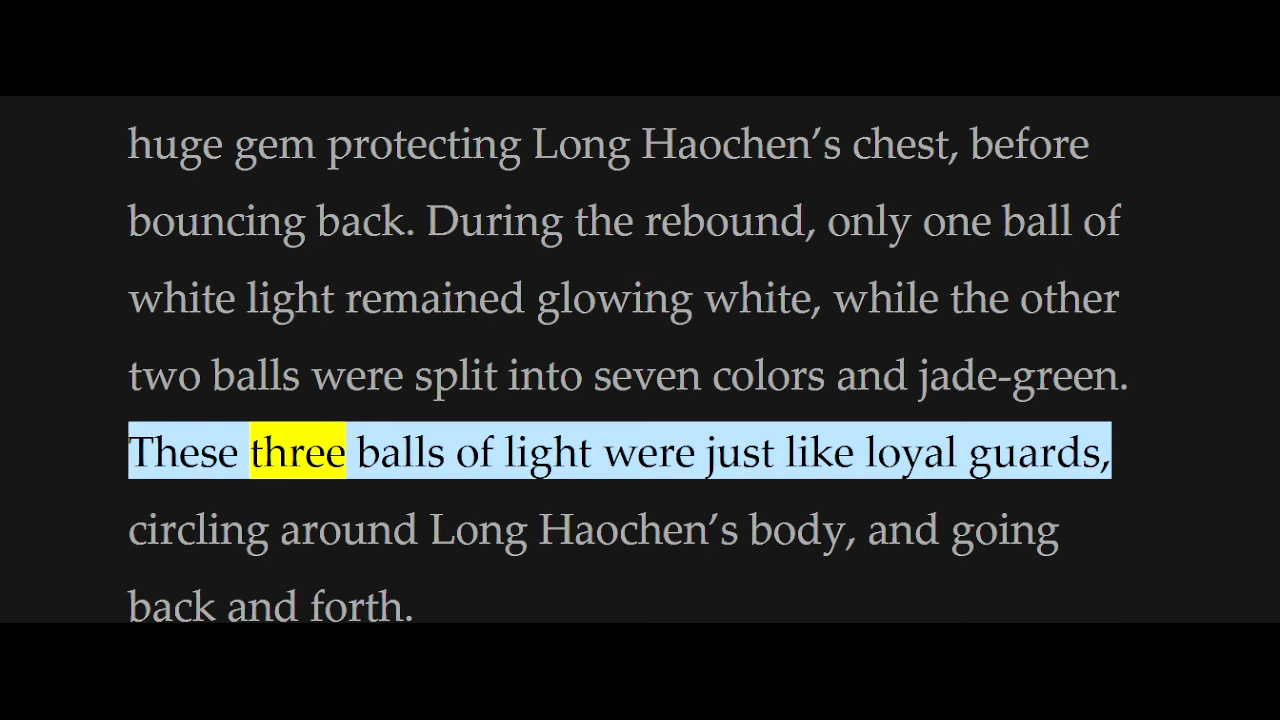 huge gem protecting Long Haochen’s chest, before
bouncing back. During the rebound, only one ball of
white light remained glowing white, while the other
two balls were split into seven colors and jade-green.
These three balls of light were just like loyal guards,
circling around Long Haochen’s body, and going
back and forth.